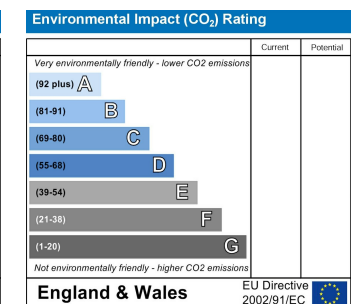 Environmental Impact (CO₂) Rating
Current Potential
Very environmentally friendly - lower CO2 emissions
(92 plus) A
(81-91) B
(69-80) C
(55-68) D
(39-54) E
(21-38) F
(1-20) G
Not environmentally friendly - higher CO2 emissions
England & Wales
EU Directive
2002/91/EC